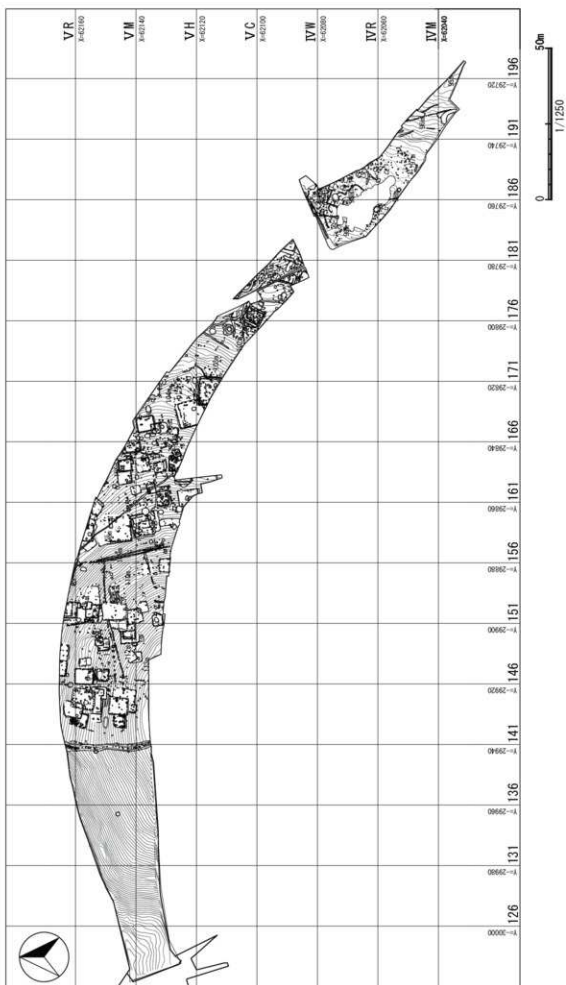 ⅤR
X=62160
ⅤM
X=62140
ⅤH
X=62120
ⅤC
X=62100
ⅣW
X=62080
ⅣR
X=62060
ⅣM
X=62040
196
Y=-29720
191
Y=-29740
186
Y=-29760
181
Y=-29780
176
Y=-29800
171
Y=-29820
166
Y=-29840
161
Y=-29860
156
Y=-29880
151
Y=-29900
146
Y=-29920
141
Y=-29940
136
Y=-29960
131
Y=-29980
126
Y=-30000
0
50m
1/1250